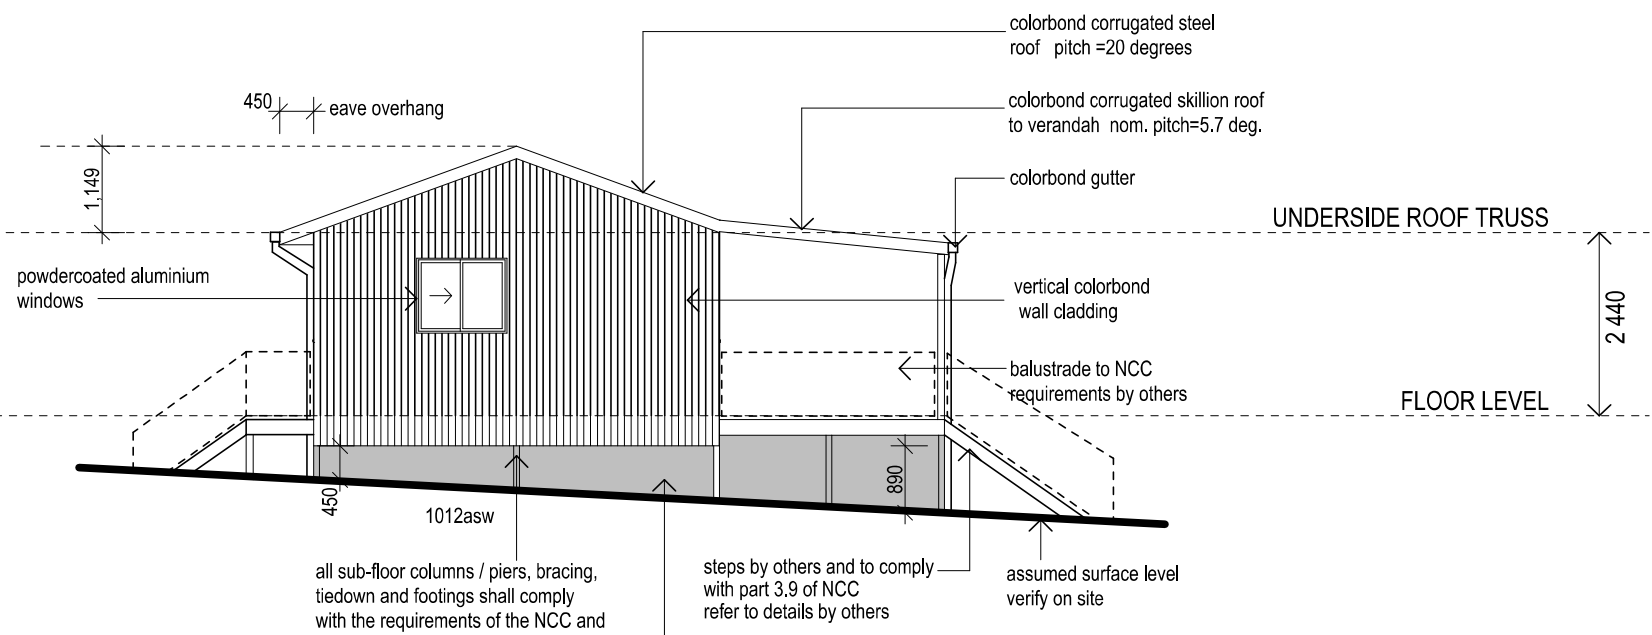 colorbond corrugated steel
roof pitch =20 degrees
450
eave overhang
colorbond corrugated skillion roof
to verandah nom. pitch=5.7 deg.
1,149
colorbond gutter
UNDERSIDE ROOF TRUSS
powdercoated aluminium
windows
vertical colorbond
wall cladding
2 440
balustrade to NCC
requirements by others
FLOOR LEVEL
450
890
1012asw
all sub-floor columns / piers, bracing,
tiedown and footings shall comply
with the requirements of the NCC and
steps by others and to comply
with part 3.9 of NCC
refer to details by others
assumed surface level
verify on site